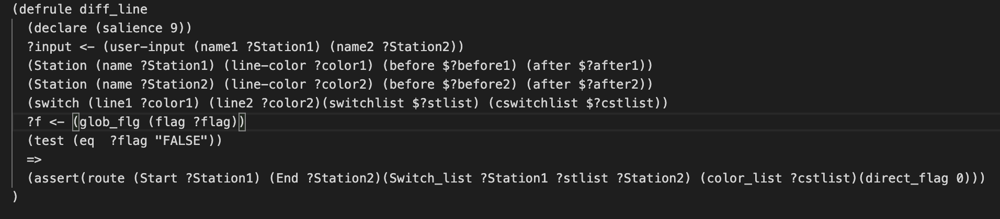 (defrule diff_line
  (declare (salience 9))
  ?input <- (user-input (name1 ?Station1) (name2 ?Station2))
  (Station (name ?Station1) (line-color ?color1) (before $?before1) (after $?after1))
  (Station (name ?Station2) (line-color ?color2) (before $?before2) (after $?after2))
  (switch (line1 ?color1) (line2 ?color2)(switchlist $?stlist) (cswitchlist $?cstlist))
  ?f <- (glob_flg (flag ?flag))
  (test (eq  ?flag "FALSE"))
  =>
  (assert(route (Start ?Station1) (End ?Station2)(Switch_list ?Station1 ?stlist ?Station2) (color_list ?cstlist)(direct_flag 0)))
)